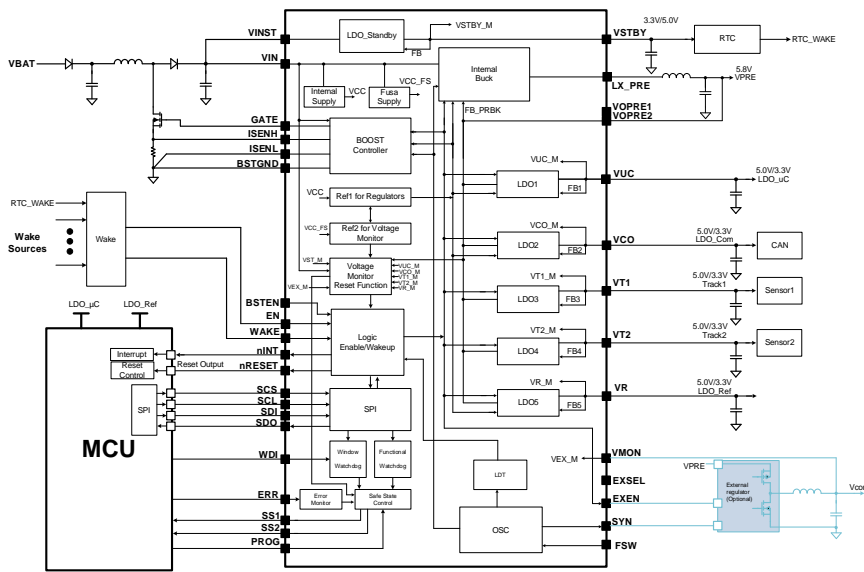 VINST
LDO_Standby
FB
VSTBY_M
VSTBY
3.3V/5.0V
RTC
RTC_WAKE
VBAT
VIN
Internal
Supply
VCC
Fusa
Supply
VCC_FS
Internal
Buck
FB_PRBK
LX_PRE
5.8V
VPRE
VOPRE1
VOPRE2
GATE
ISENH
ISENL
BSTGND
BOOST
Controller
VCC
Ref1 for Regulators
VCC_FS
Ref2 for Voltage
Monitor
VUC_M
LDO1
FB1
VUC
5.0V/3.3V
LDO_uC
RTC_WAKE
Wake
Sources
Wake
VCO_M
LDO2
FB2
VCO
5.0V/3.3V
LDO_Com
CAN
VST_M
VEX_M
Voltage
Monitor
Reset Function
VUC_M
VCO_M
VT1_M
VT2_M
VR_M
VT1_M
LDO3
FB3
VT1
5.0V/3.3V
Track1
Sensor1
BSTEN
EN
WAKE
nINT
nRESET
Logic
Enable/Wakeup
VT2_M
LDO4
FB4
VT2
5.0V/3.3V
Track2
Sensor2
LDO_µC
LDO_Ref
Interrupt
Reset
Control
Reset Output
SPI
MCU
SCS
SCL
SDI
SDO
SPI
VR_M
LDO5
FB5
VR
5.0V/3.3V
LDO_Ref
WDI
Window
Watchdog
Functional
Watchdog
LDT
VEX_M
VMON
EXSEL
EXEN
SYN
FSW
VPRE
External
regulator
(Optional)
Vcore
ERR
Error
Monitor
Safe State
Control
SS1
SS2
PROG
OSC